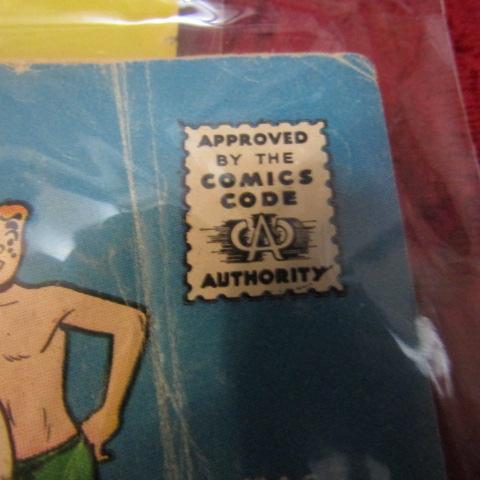 APPROVED
BY THE
COMICS
CODE
CA
AUTHORITY